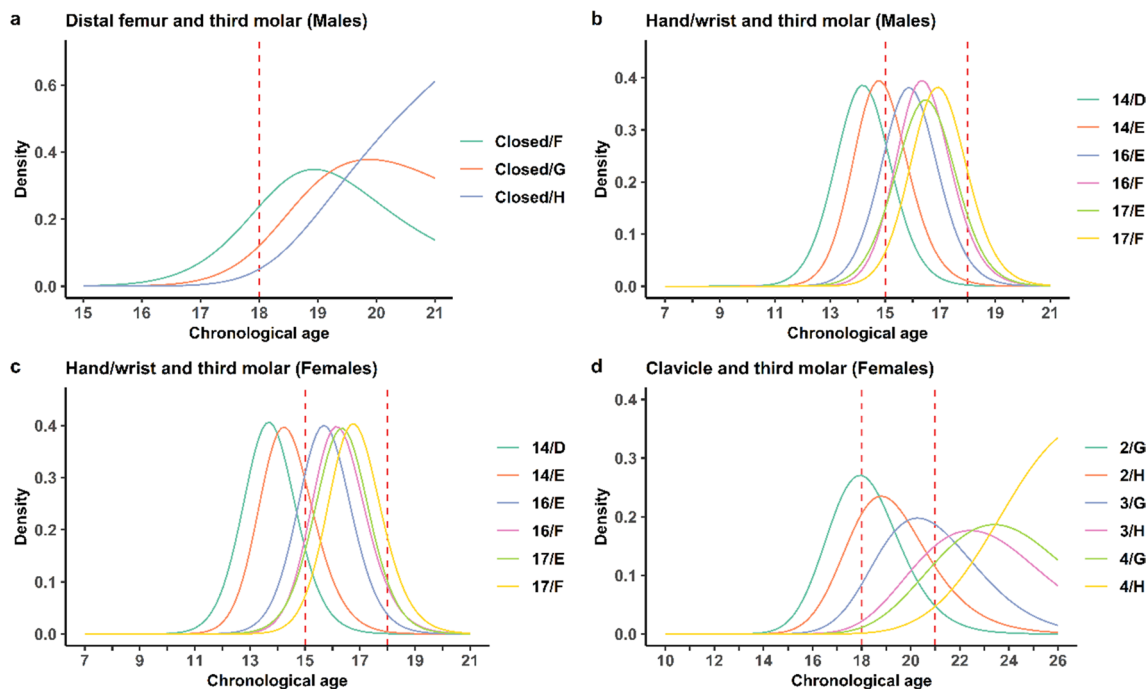 a Distal femur and third molar (Males)
Density
0.6
0.4
0.2
0.0
15 16 17 18 19 20 21
Chronological age
Closed/F
Closed/G
Closed/H
b Hand/wrist and third molar (Males)
Density
0.4
0.3
0.2
0.1
0.0
7 9 11 13 15 17 19 21
Chronological age
14/D
14/E
16/E
16/F
17/E
17/F
c Hand/wrist and third molar (Females)
Density
0.4
0.3
0.2
0.1
0.0
7 9 11 13 15 17 19 21
Chronological age
14/D
14/E
16/E
16/F
17/E
17/F
d Clavicle and third molar (Females)
Density
0.4
0.3
0.2
0.1
0.0
10 12 14 16 18 20 22 24 26
Chronological age
2/G
2/H
3/G
3/H
4/G
4/H